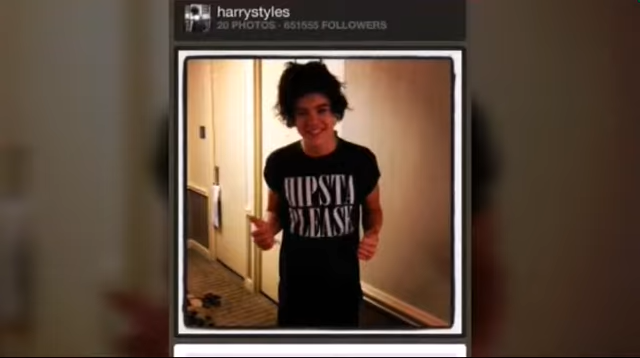 harrystyles
20 PHOTOS · 651555 FOLLOWERS
HIPSTA
PLEASE